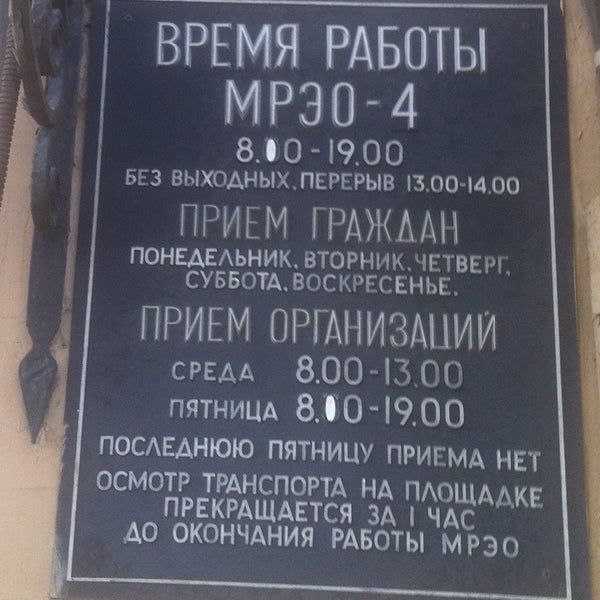 ВРЕМЯ РАБОТЫ
МРЭО-4
8.00-19.00
БЕЗ ВЫХОДНЫХ, ПЕРЕРЫВ 13.00-14.00
ПРИЕМ ГРАЖДАН
ПОНЕДЕЛЬНИК, ВТОРНИК, ЧЕТВЕРГ,
СУББОТА, ВОСКРЕСЕНЬЕ.
ПРИЕМ ОРГАНИЗАЦИЙ
СРЕДА 8.00-13.00
ПЯТНИЦА 8.00-19.00
ПОСЛЕДНЮЮ ПЯТНИЦУ ПРИЕМА НЕТ
ОСМОТР ТРАНСПОРТА НА ПЛОЩАДКЕ
ПРЕКРАЩАЕТСЯ ЗА 1 ЧАС
ДО ОКОНЧАНИЯ РАБОТЫ МРЭО